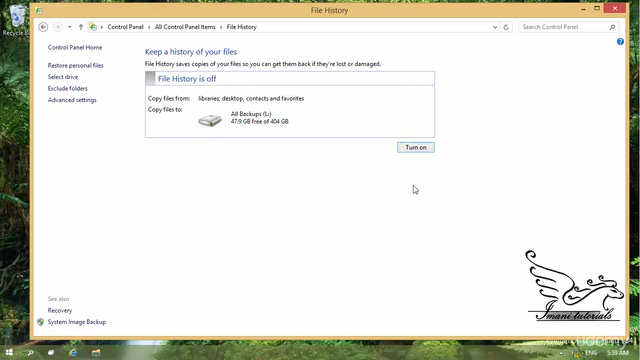 File History
Recycle B
Control Panel
All Control Panel Items
File History
Search Control Panel
Control Panel Home
Restore personal files
Select drive
Exclude folders
Advanced settings
Keep a history of your files
File History saves copies of your files so you can get them back if they're lost or damaged.
File History is off
Copy files from: libraries, desktop, contacts and favorites
Copy files to: All Backups (L:)
47.9 GB free of 404 GB
Turn on
Imani tutorials
See also
Recovery
System Image Backup
ENG 5:39 AM